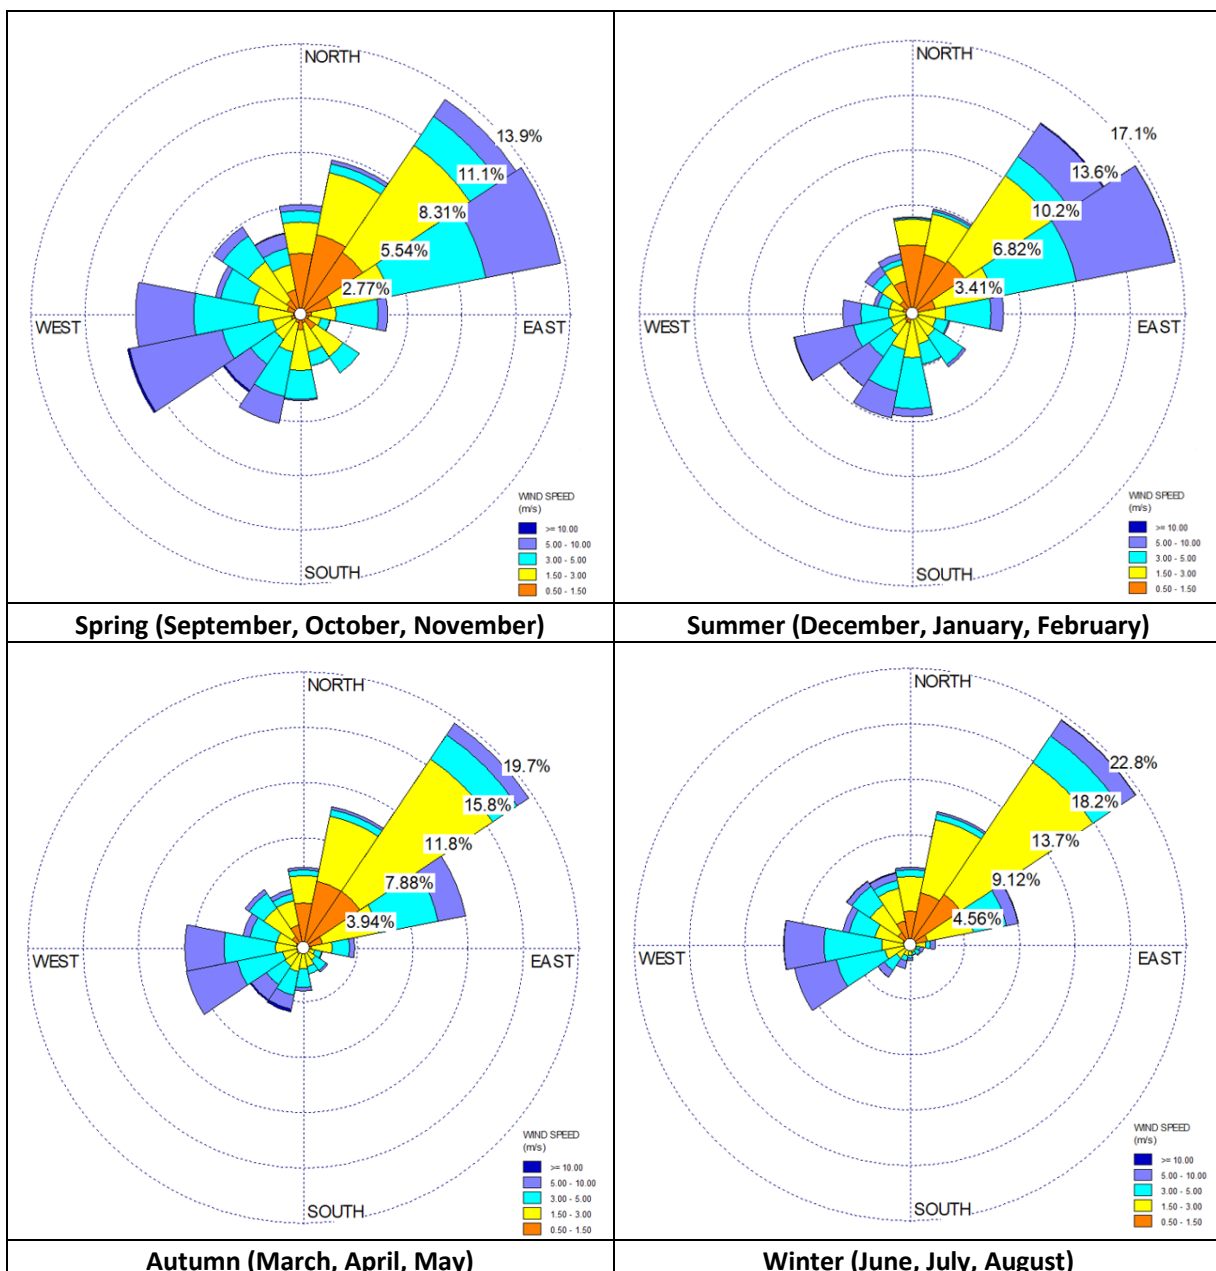 NORTH
13.9%
11.1%
8.31%
5.54%
2.77%
WEST
EAST
SOUTH
WIND SPEED
(m/s)
>= 10.00
5.00 - 10.00
3.00 - 5.00
1.50 - 3.00
0.50 - 1.50
Spring (September, October, November)
NORTH
17.1%
13.6%
10.2%
6.82%
3.41%
WEST
EAST
SOUTH
WIND SPEED
(m/s)
>= 10.00
5.00 - 10.00
3.00 - 5.00
1.50 - 3.00
0.50 - 1.50
Summer (December, January, February)
NORTH
19.7%
15.8%
11.8%
7.88%
3.94%
WEST
EAST
SOUTH
WIND SPEED
(m/s)
>= 10.00
5.00 - 10.00
3.00 - 5.00
1.50 - 3.00
0.50 - 1.50
Autumn (March, April, May)
NORTH
22.8%
18.2%
13.7%
9.12%
4.56%
WEST
EAST
SOUTH
WIND SPEED
(m/s)
>= 10.00
5.00 - 10.00
3.00 - 5.00
1.50 - 3.00
0.50 - 1.50
Winter (June, July, August)